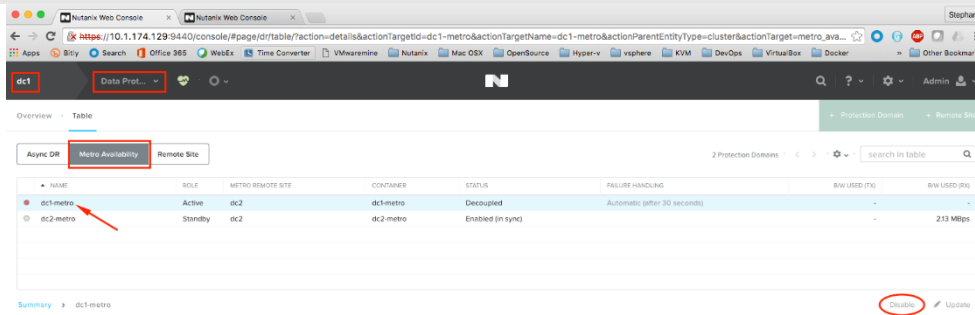 Nutanix Web Console × Nutanix Web Console × Stephan
https://10.1.174.129:9440/console/#page/dr/table/?action=details&actionTargetId=dc1-metro&actionTargetName=dc1-metro&actionParentEntityType=cluster&actionTarget=metro_ava...
Apps Bitly Search Office 365 WebEx Time Converter VMwaremine Nutanix Mac OSX OpenSource Hyper-v vsphere KVM DevOps VirtualBox Docker » Other Bookmar
dc1 Data Prot... ? Admin
Overview · Table + Protection Domain + Remote Site
Async DR Metro Availability Remote Site 2 Protection Domains < > search in table
NAME ROLE METRO REMOTE SITE CONTAINER STATUS FAILURE HANDLING B/W USED (TX) B/W USED (RX)
dc1-metro Active dc2 dc1-metro Decoupled Automatic (after 30 seconds) - -
dc2-metro Standby dc2 dc2-metro Enabled (in sync) - 2.13 MBps
Summary > dc1-metro Disable Update